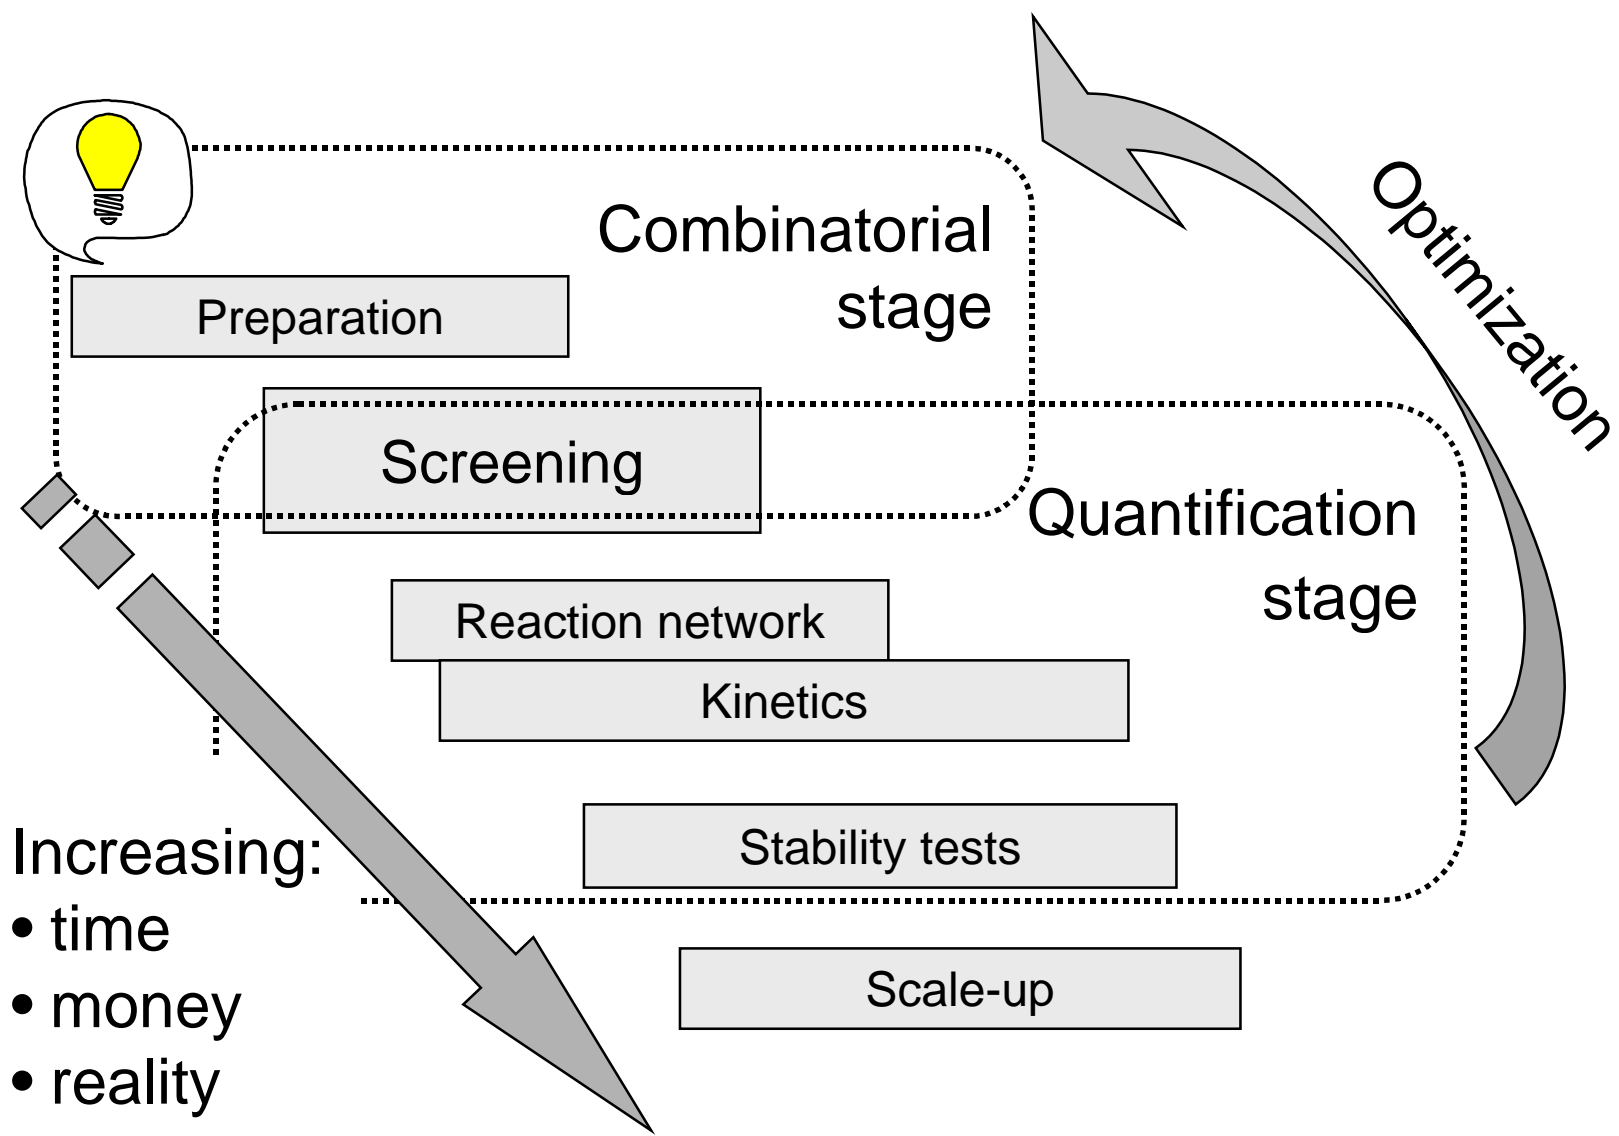 Combinatorial
stage
Preparation
Screening
Optimization
Quantification
stage
Reaction network
Kinetics
Stability tests
Scale-up
Increasing:
• time
• money
• reality